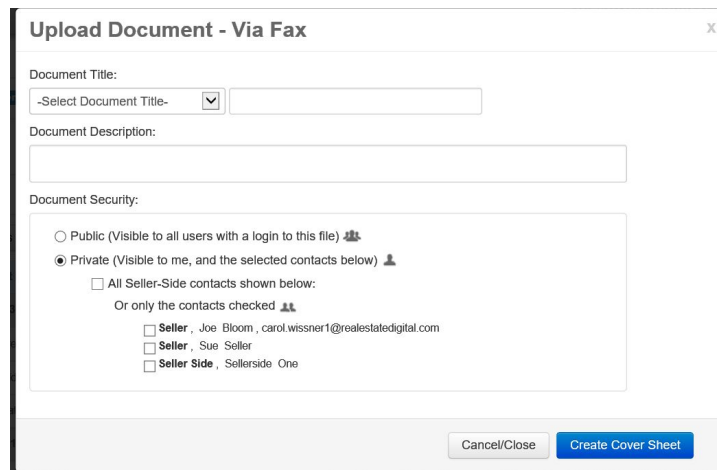 Upload Document - Via Fax
x
Document Title:
-Select Document Title-
Document Description:
Document Security:
Public (Visible to all users with a login to this file)
Private (Visible to me, and the selected contacts below)
All Seller-Side contacts shown below:
Or only the contacts checked
Seller , Joe Bloom , carol.wissner1@realestatedigital.com
Seller , Sue Seller
Seller Side , Sellerside One
Cancel/Close Create Cover Sheet